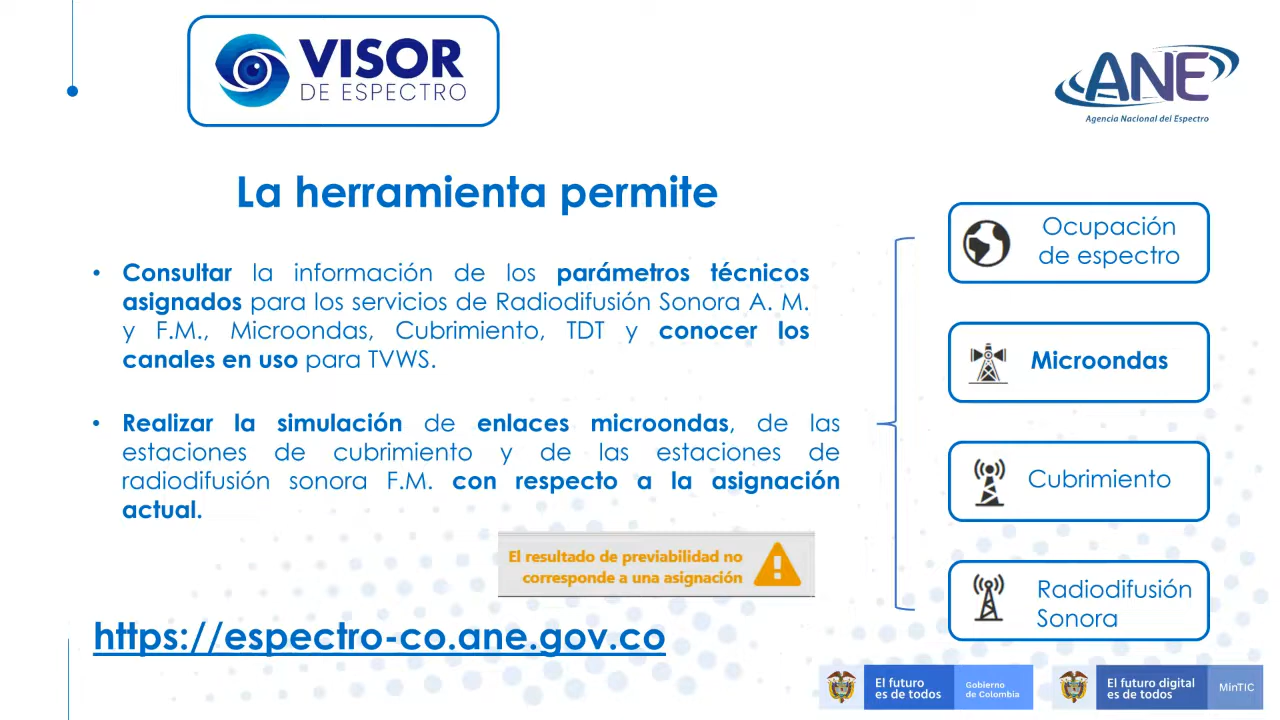 VISOR
DE ESPECTRO
ANE
Agencia Nacional del Espectro
La herramienta permite
• Consultar la información de los parámetros técnicos
asignados para los servicios de Radiodifusión Sonora A. M.
y F.M., Microondas, Cubrimiento, TDT y conocer los
canales en uso para TVWS.
• Realizar la simulación de enlaces microondas, de las
estaciones de cubrimiento y de las estaciones de
radiodifusión sonora F.M. con respecto a la asignación
actual.
El resultado de previabilidad no
corresponde a una asignación
https://espectro-co.ane.gov.co
Ocupación
de espectro
Microondas
Cubrimiento
Radiodifusión
Sonora
El futuro
es de todos
Gobierno
de Colombia
El futuro digital
es de todos
MinTIC